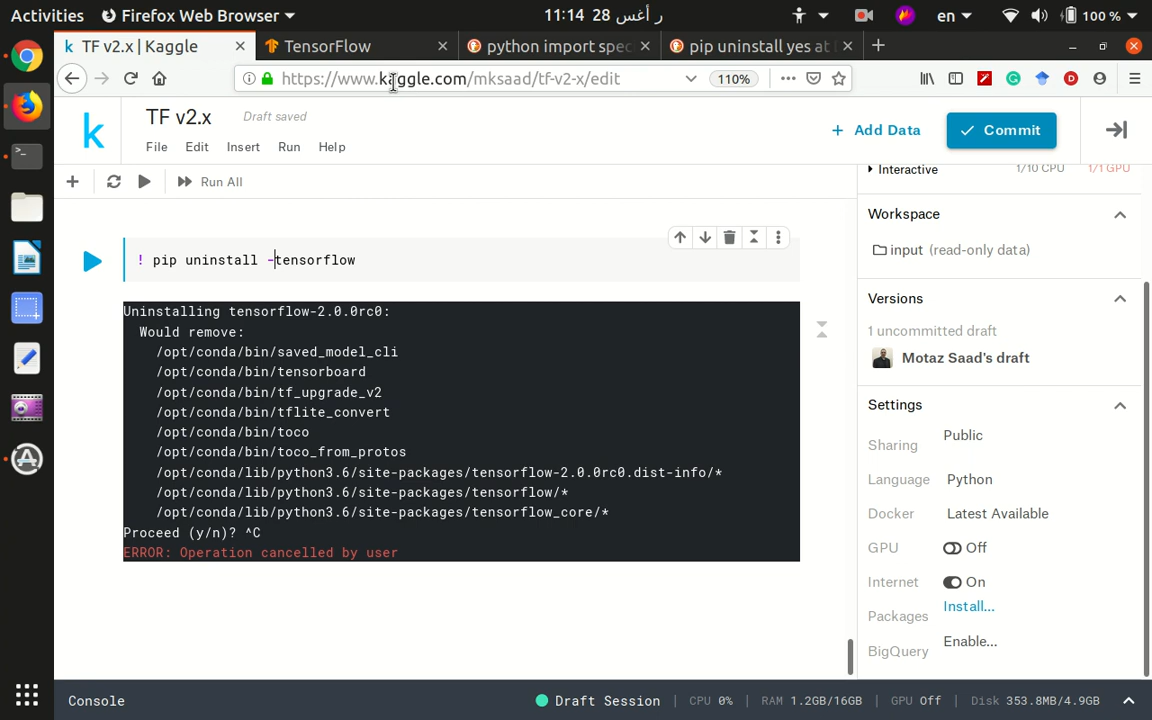 Activities Firefox Web Browser 11:14 28 ر أغس en 100 %
TF v2.x | Kaggle TensorFlow python import spec pip uninstall yes at
https://www.kaggle.com/mksaad/tf-v2-x/edit 110%
k TF v2.x Draft saved
File Edit Insert Run Help
+ Add Data
Commit
Run All
! pip uninstall -tensorflow
Uninstalling tensorflow-2.0.0rc0:
Would remove:
/opt/conda/bin/saved_model_cli
/opt/conda/bin/tensorboard
/opt/conda/bin/tf_upgrade_v2
/opt/conda/bin/tflite_convert
/opt/conda/bin/toco
/opt/conda/bin/toco_from_protos
/opt/conda/lib/python3.6/site-packages/tensorflow-2.0.0rc0.dist-info/*
/opt/conda/lib/python3.6/site-packages/tensorflow/*
/opt/conda/lib/python3.6/site-packages/tensorflow_core/*
Proceed (y/n)? ^C
ERROR: Operation cancelled by user
Interactive 1/10 CPU 1/1 GPU
Workspace
input (read-only data)
Versions
1 uncommitted draft
Motaz Saad's draft
Settings
Sharing Public
Language Python
Docker Latest Available
GPU Off
Internet On
Packages Install...
BigQuery Enable...
Console Draft Session | CPU 0% | RAM 1.2GB/16GB | GPU Off | Disk 353.8MB/4.9GB